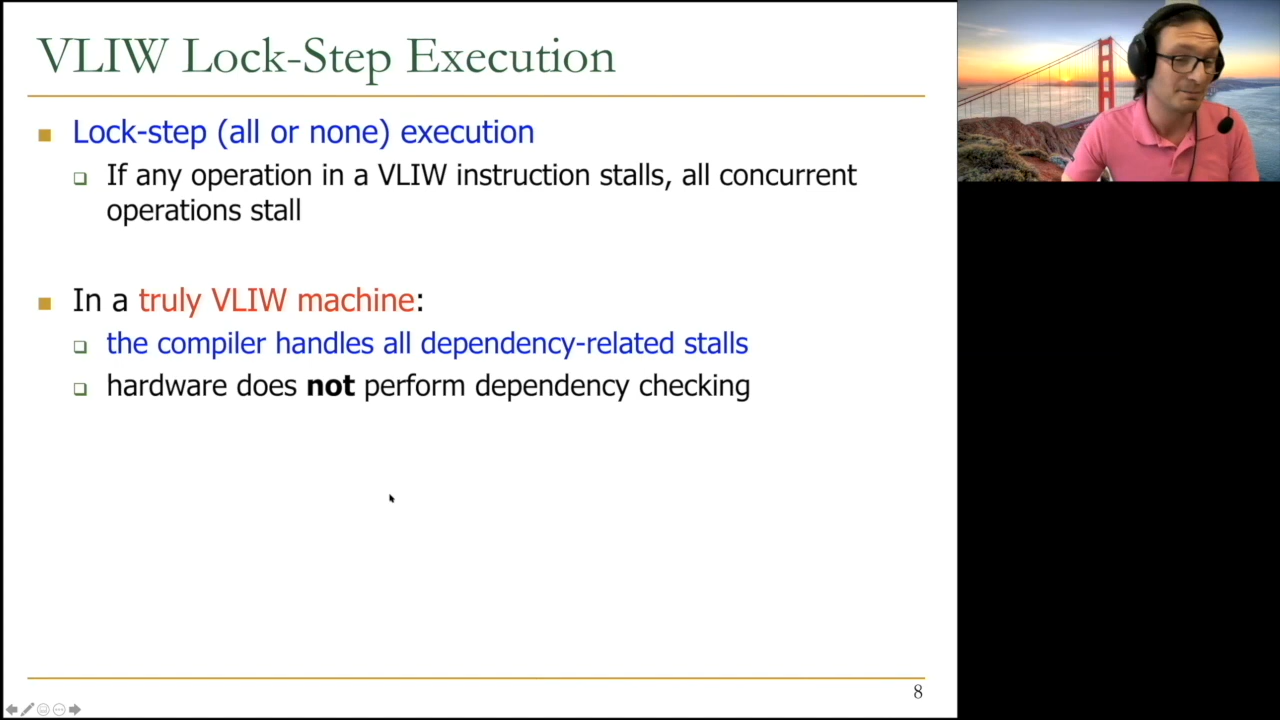 VLIW Lock-Step Execution
Lock-step (all or none) execution
If any operation in a VLIW instruction stalls, all concurrent
operations stall
In a truly VLIW machine:
the compiler handles all dependency-related stalls
hardware does not perform dependency checking
8